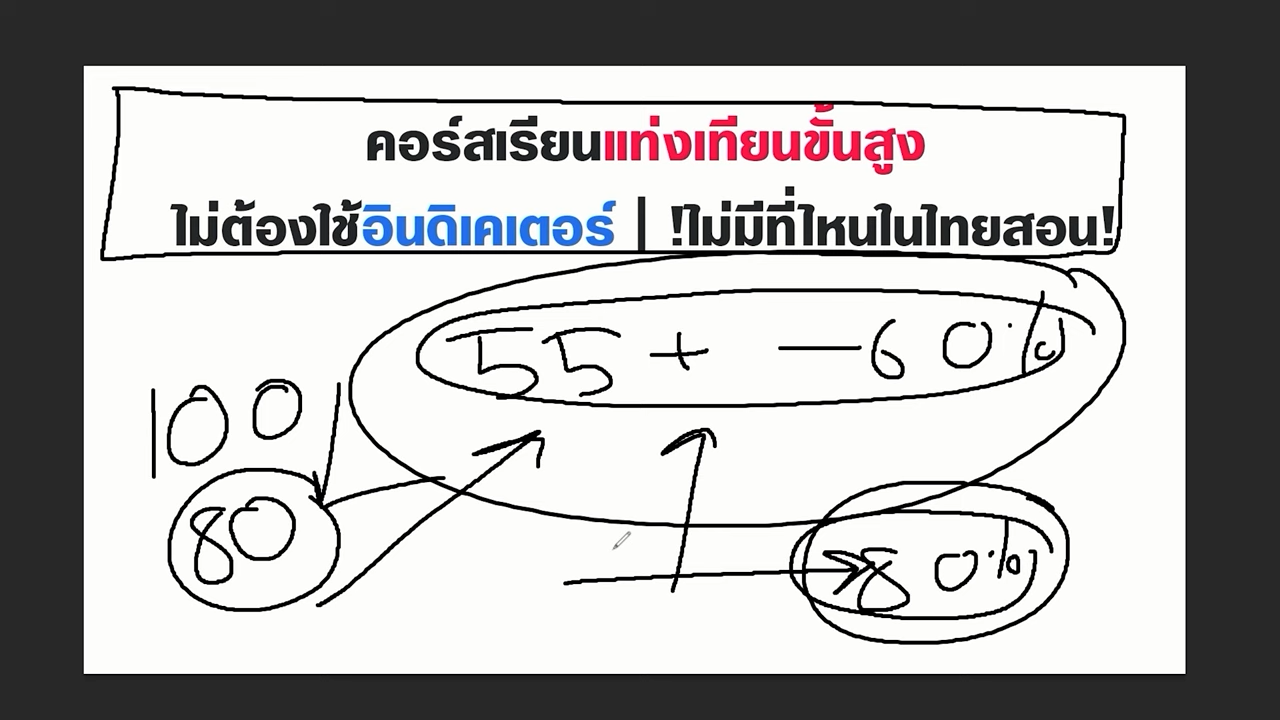 คอร์สเรียนแท่งเทียนขั้นสูง
ไม่ต้องใช้อินดิเคเตอร์ | !ไม่มีที่ไหนในไทยสอน!
55+ - 60%
100
80
80%